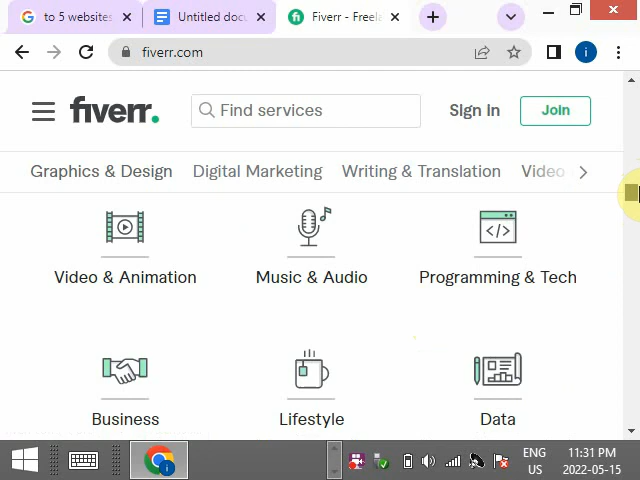 to 5 websites
Untitled docu
Fiverr - Freela
fiverr.com
i
fiverr.
Find services
Sign In
Join
Graphics & Design
Digital Marketing
Writing & Translation
Video
</>
Video & Animation
Music & Audio
Programming & Tech
Business
Lifestyle
Data
i
ENG
US
11:31 PM
2022-05-15